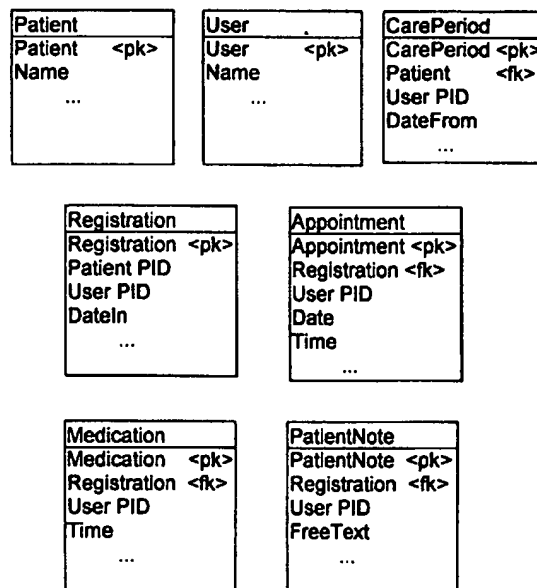 Patient
Patient <pk>
Name
...
User
User <pk>
Name
...
CarePeriod
CarePeriod <pk>
Patient <fk>
User PID
DateFrom
...
Registration
Registration <pk>
Patient PID
User PID
DateIn
...
Appointment
Appointment <pk>
Registration <fk>
User PID
Date
Time
...
Medication
Medication <pk>
Registration <fk>
User PID
Time
...
PatientNote
PatientNote <pk>
Registration <fk>
User PID
FreeText
...